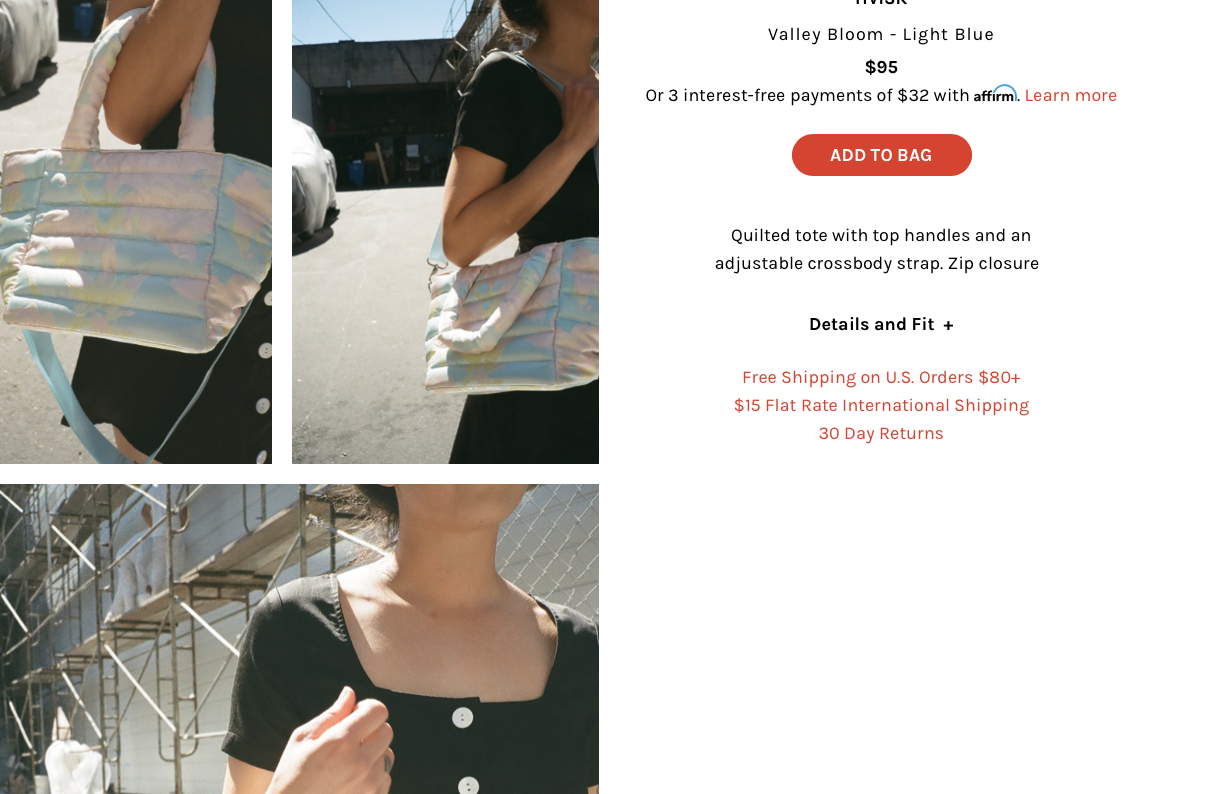 HVISK
Valley Bloom - Light Blue
$95
Or 3 interest-free payments of $32 with affirm. Learn more
ADD TO BAG
Quilted tote with top handles and an
adjustable crossbody strap. Zip closure
Details and Fit +
Free Shipping on U.S. Orders $80+
$15 Flat Rate International Shipping
30 Day Returns